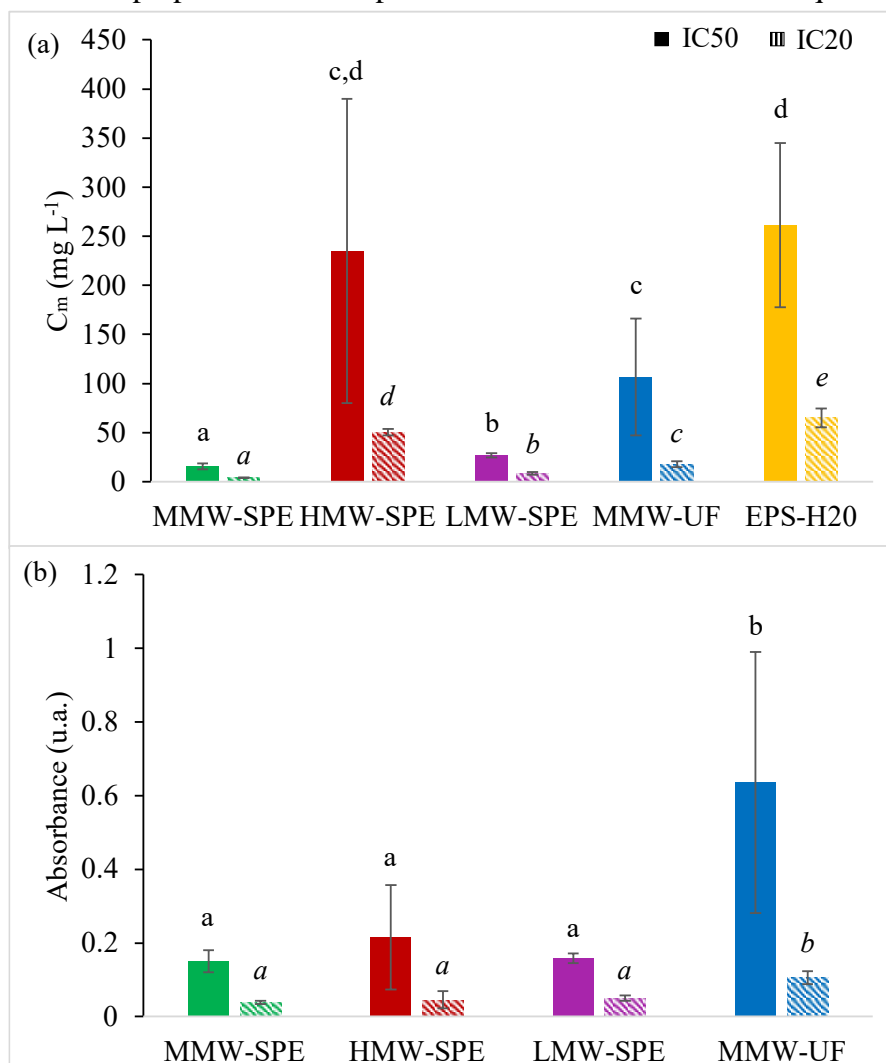 (a)
IC50 IC20
450
400
350
300
250
200
150
100
50
0
Cm (mg L-1)
a
a
c,d
d
b
b
c
c
d
e
MMW-SPE HMW-SPE LMW-SPE MMW-UF EPS-H20
(b)
1.2
1
0.8
0.6
0.4
0.2
0
Absorbance (u.a.)
a
a
a
a
a
a
b
b
MMW-SPE HMW-SPE LMW-SPE MMW-UF